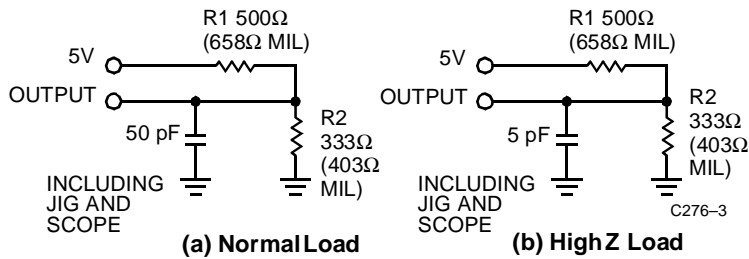 R1 500Ω
(658Ω MIL)
5V
OUTPUT
50 pF
R2
333Ω
(403Ω
MIL)
INCLUDING
JIG AND
SCOPE
(a) Normal Load
R1 500Ω
(658Ω MIL)
5V
OUTPUT
5 pF
R2
333Ω
(403Ω
MIL)
INCLUDING
JIG AND
SCOPE
C276–3
(b) High Z Load